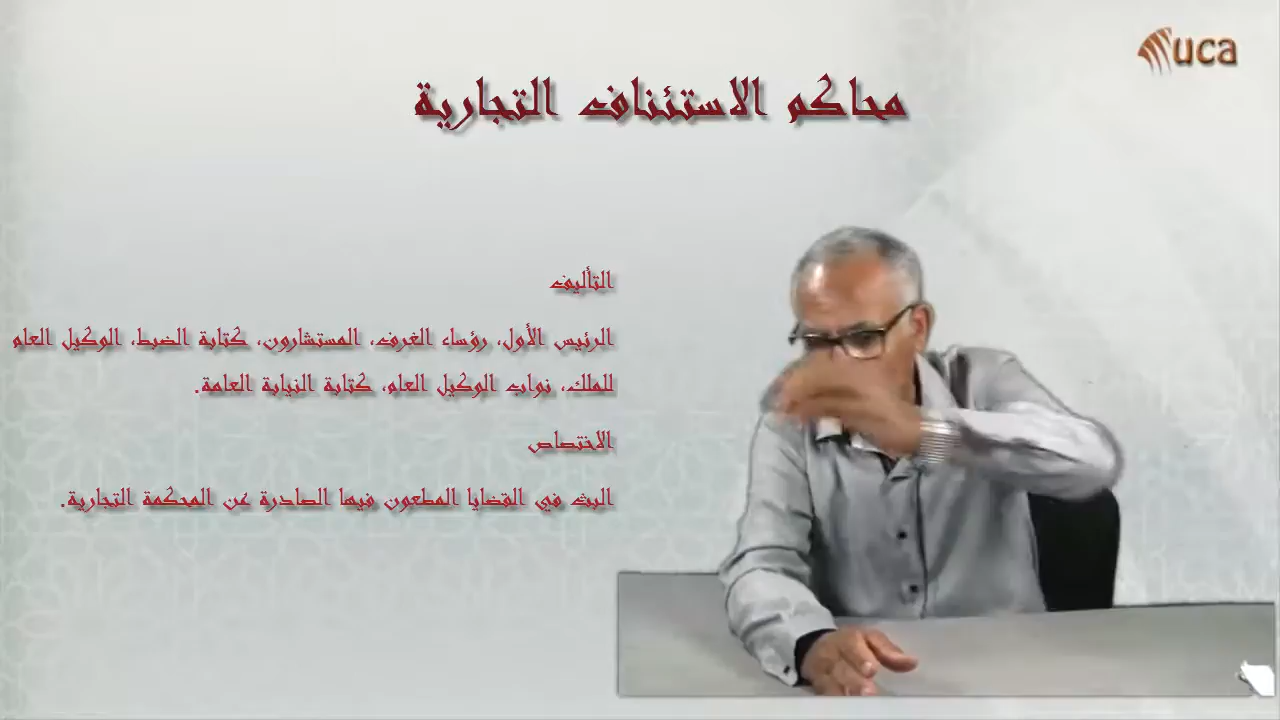 uca
محاكم الاستئناف التجارية
التأليف
الرئيس الأول، رؤساء الغرف، المستشارون، كتابة الضبط، الوكيل العام
للملك، نواب الوكيل العام، كتابة النيابة العامة.
الاختصاص
البث في القضايا المطعون فيها الصادرة عن المحكمة التجارية.